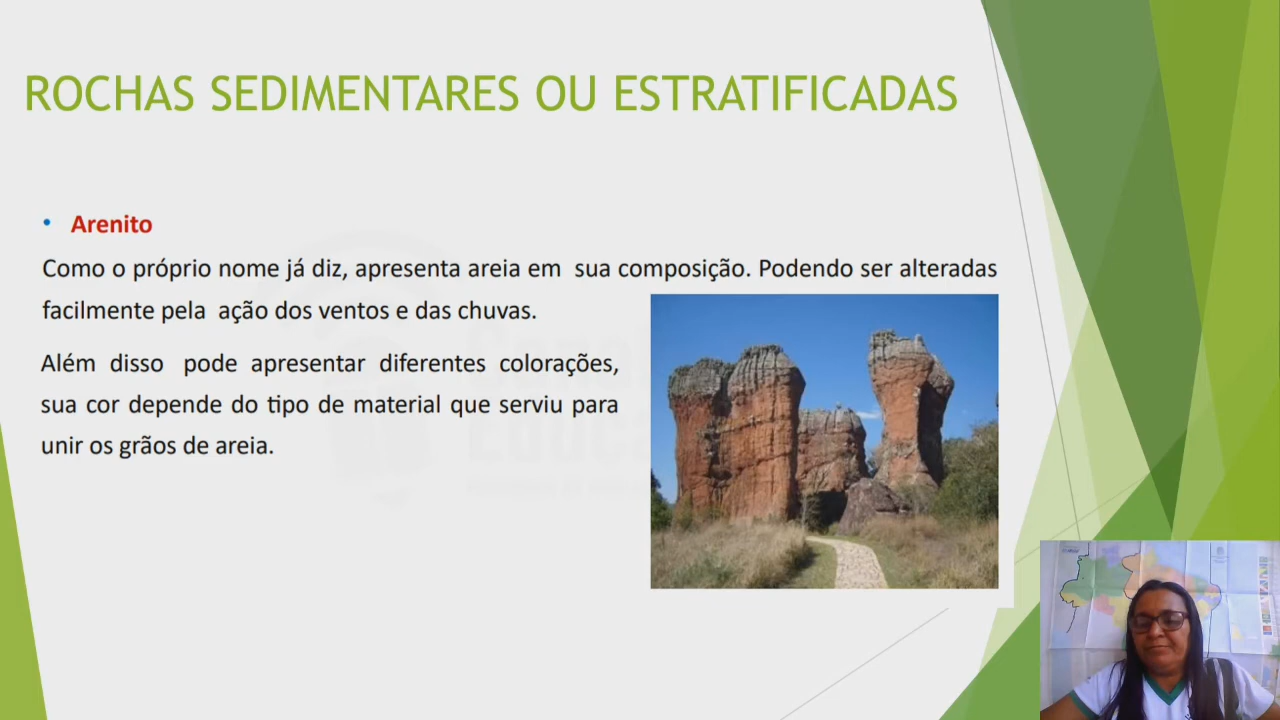 ROCHAS SEDIMENTARES OU ESTRATIFICADAS
• Arenito
Como o próprio nome já diz, apresenta areia em sua composição. Podendo ser alteradas
facilmente pela ação dos ventos e das chuvas.
Além disso pode apresentar diferentes colorações,
sua cor depende do tipo de material que serviu para
unir os grãos de areia.